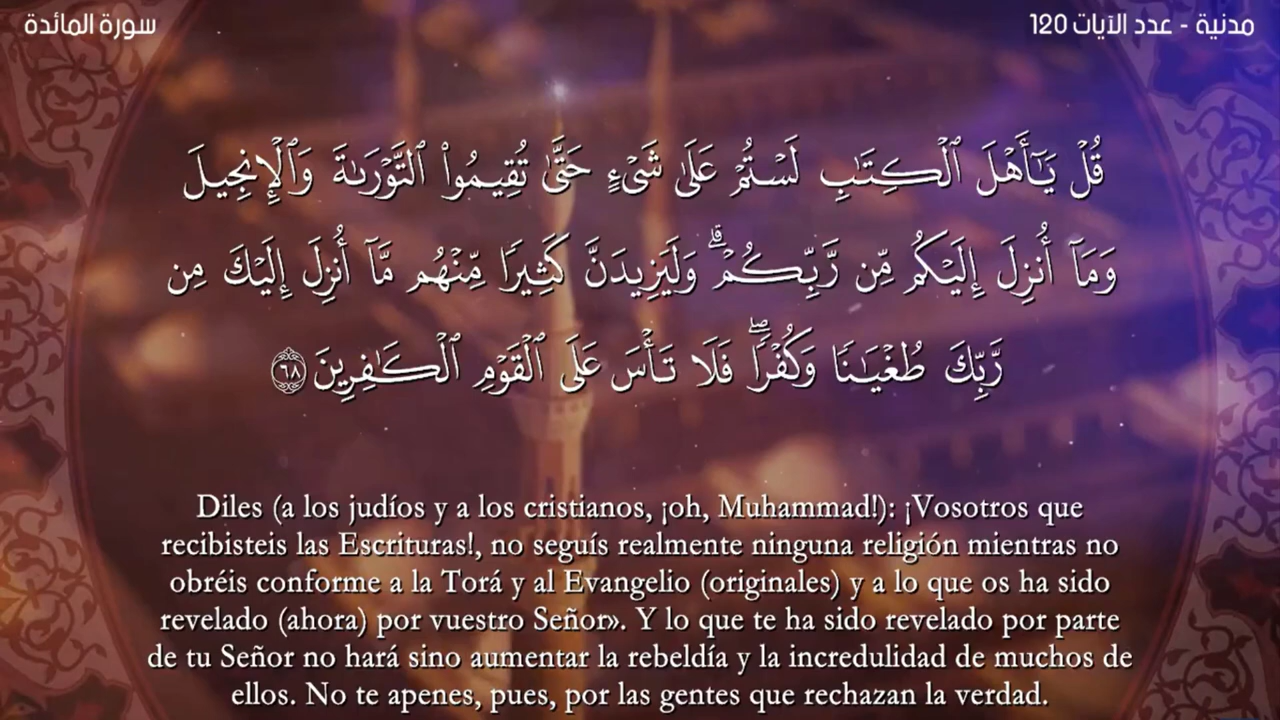 سورة المائدة
مدنية - عدد الآيات 120
قُلْ يَـٰٓأَهْلَ ٱلْكِتَـٰبِ لَسْتُمْ عَلَىٰ شَىْءٍ حَتَّىٰ تُقِيمُوا۟ ٱلتَّوْرَىٰةَ وَٱلْإِنجِيلَ
وَمَآ أُنزِلَ إِلَيْكُم مِّن رَّبِّكُمْ ۗ وَلَيَزِيدَنَّ كَثِيرًا مِّنْهُم مَّآ أُنزِلَ إِلَيْكَ مِن
رَّبِّكَ طُغْيَـٰنًا وَكُفْرًا ۖ فَلَا تَأْسَ عَلَى ٱلْقَوْمِ ٱلْكَـٰفِرِينَ ٦٨
Diles (a los judíos y a los cristianos, ¡oh, Muhammad!): ¡Vosotros que
recibisteis las Escrituras!, no seguís realmente ninguna religión mientras no
obréis conforme a la Torá y al Evangelio (originales) y a lo que os ha sido
revelado (ahora) por vuestro Señor». Y lo que te ha sido revelado por parte
de tu Señor no hará sino aumentar la rebeldía y la incredulidad de muchos de
ellos. No te apenes, pues, por las gentes que rechazan la verdad.